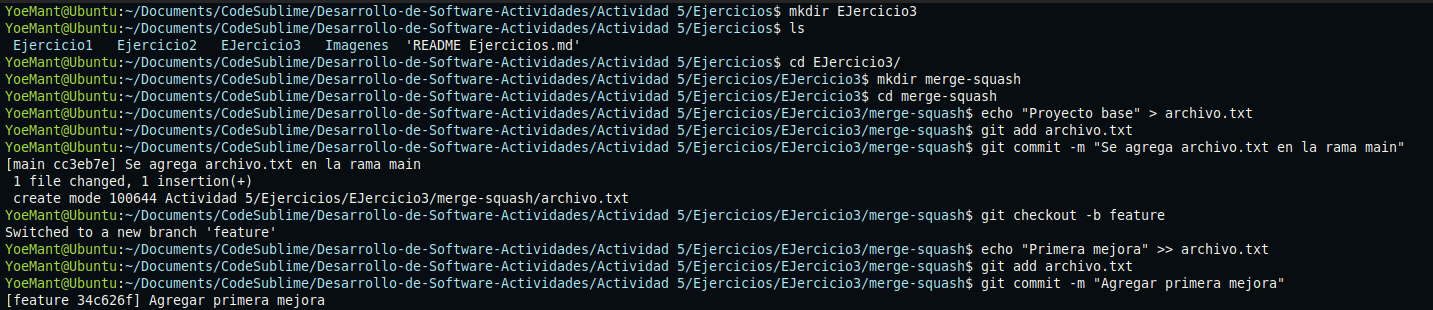 YoeMant@Ubuntu:~/Documents/CodeSublime/Desarrollo-de-Software-Actividades/Actividad 5/Ejercicios$ mkdir EJercicio3
YoeMant@Ubuntu:~/Documents/CodeSublime/Desarrollo-de-Software-Actividades/Actividad 5/Ejercicios$ ls
 Ejercicio1   Ejercicio2   EJercicio3   Imagenes  'README Ejercicios.md'
YoeMant@Ubuntu:~/Documents/CodeSublime/Desarrollo-de-Software-Actividades/Actividad 5/Ejercicios$ cd EJercicio3/
YoeMant@Ubuntu:~/Documents/CodeSublime/Desarrollo-de-Software-Actividades/Actividad 5/Ejercicios/EJercicio3$ mkdir merge-squash
YoeMant@Ubuntu:~/Documents/CodeSublime/Desarrollo-de-Software-Actividades/Actividad 5/Ejercicios/EJercicio3$ cd merge-squash
YoeMant@Ubuntu:~/Documents/CodeSublime/Desarrollo-de-Software-Actividades/Actividad 5/Ejercicios/EJercicio3/merge-squash$ echo "Proyecto base" > archivo.txt
YoeMant@Ubuntu:~/Documents/CodeSublime/Desarrollo-de-Software-Actividades/Actividad 5/Ejercicios/EJercicio3/merge-squash$ git add archivo.txt
YoeMant@Ubuntu:~/Documents/CodeSublime/Desarrollo-de-Software-Actividades/Actividad 5/Ejercicios/EJercicio3/merge-squash$ git commit -m "Se agrega archivo.txt en la rama main"
[main cc3eb7e] Se agrega archivo.txt en la rama main
 1 file changed, 1 insertion(+)
 create mode 100644 Actividad 5/Ejercicios/EJercicio3/merge-squash/archivo.txt
YoeMant@Ubuntu:~/Documents/CodeSublime/Desarrollo-de-Software-Actividades/Actividad 5/Ejercicios/EJercicio3/merge-squash$ git checkout -b feature
Switched to a new branch 'feature'
YoeMant@Ubuntu:~/Documents/CodeSublime/Desarrollo-de-Software-Actividades/Actividad 5/Ejercicios/EJercicio3/merge-squash$ echo "Primera mejora" >> archivo.txt
YoeMant@Ubuntu:~/Documents/CodeSublime/Desarrollo-de-Software-Actividades/Actividad 5/Ejercicios/EJercicio3/merge-squash$ git add archivo.txt
YoeMant@Ubuntu:~/Documents/CodeSublime/Desarrollo-de-Software-Actividades/Actividad 5/Ejercicios/EJercicio3/merge-squash$ git commit -m "Agregar primera mejora"
[feature 34c626f] Agregar primera mejora